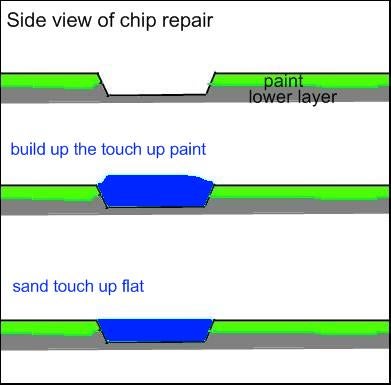 Side view of chip repair
paint
lower layer
build up the touch up paint
sand touch up flat